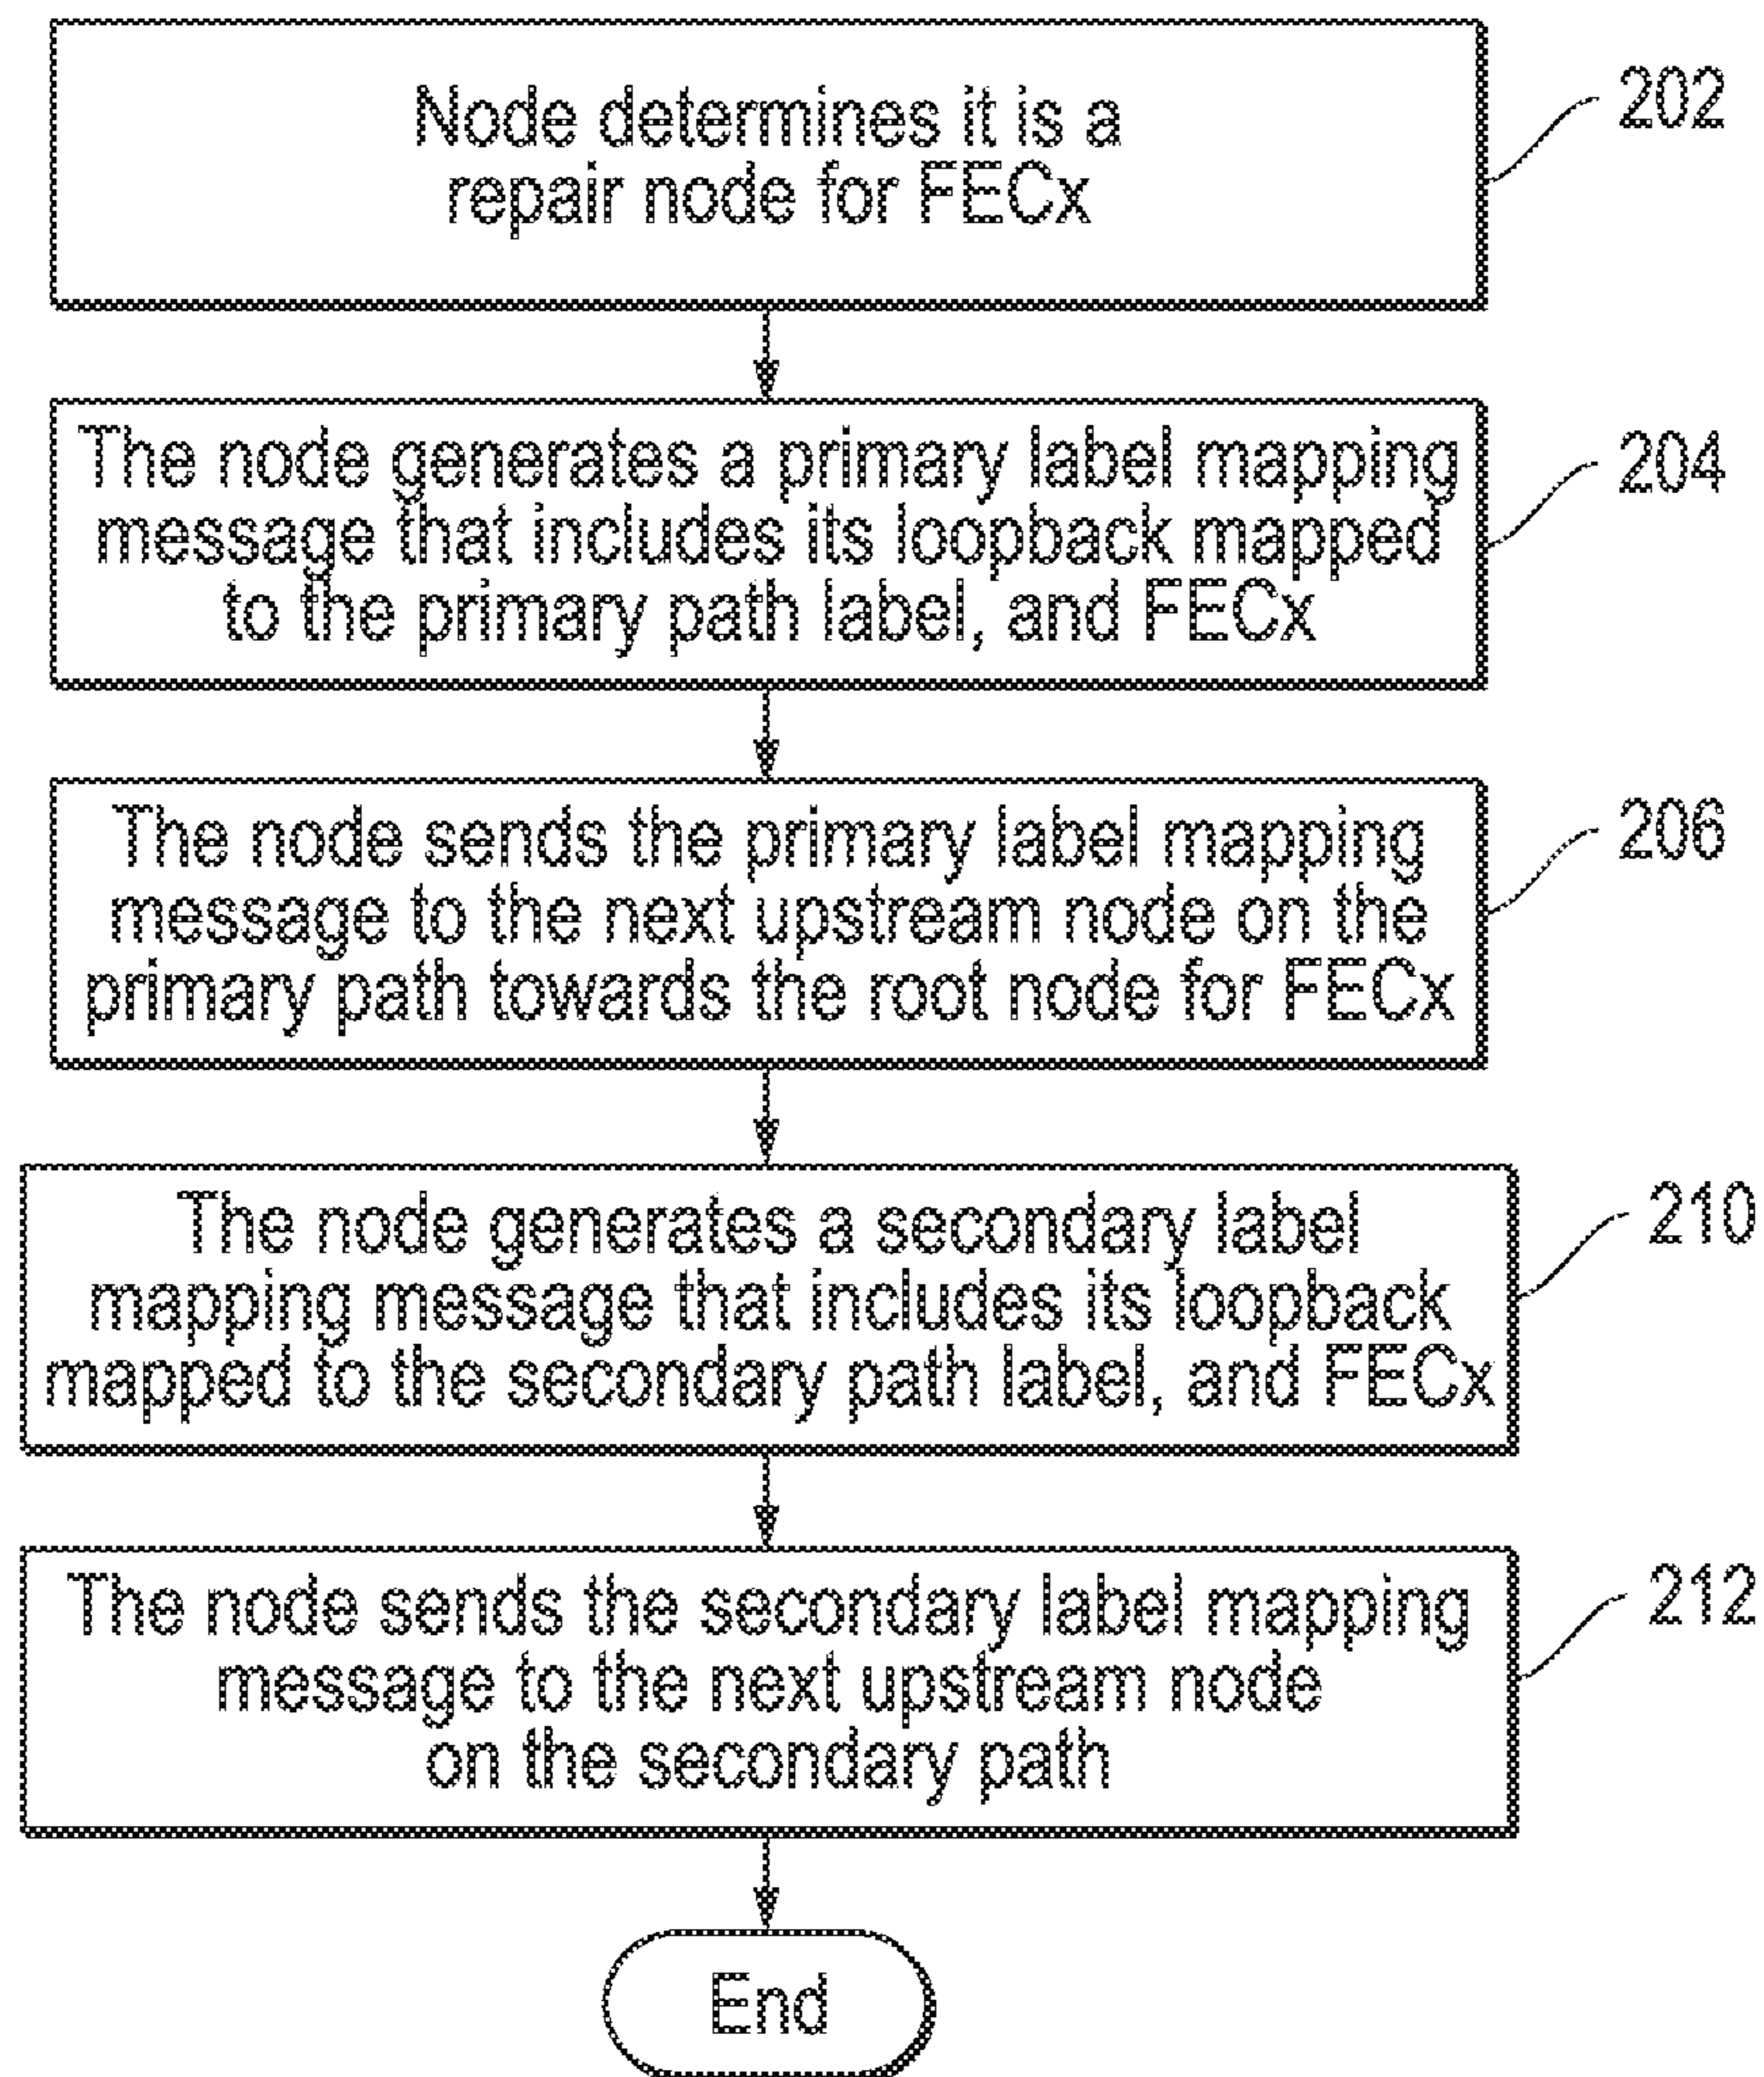 Node determines it is a
repair node for FECx
202
The node generates a primary label mapping
message that includes its loopback mapped
to the primary path label, and FECx
204
The node sends the primary label mapping
message to the next upstream node on the
primary path towards the root node for FECx
206
The node generates a secondary label
mapping message that includes its loopback
mapped to the secondary path label, and FECx
210
The node sends the secondary label mapping
message to the next upstream node
on the secondary path
212
End